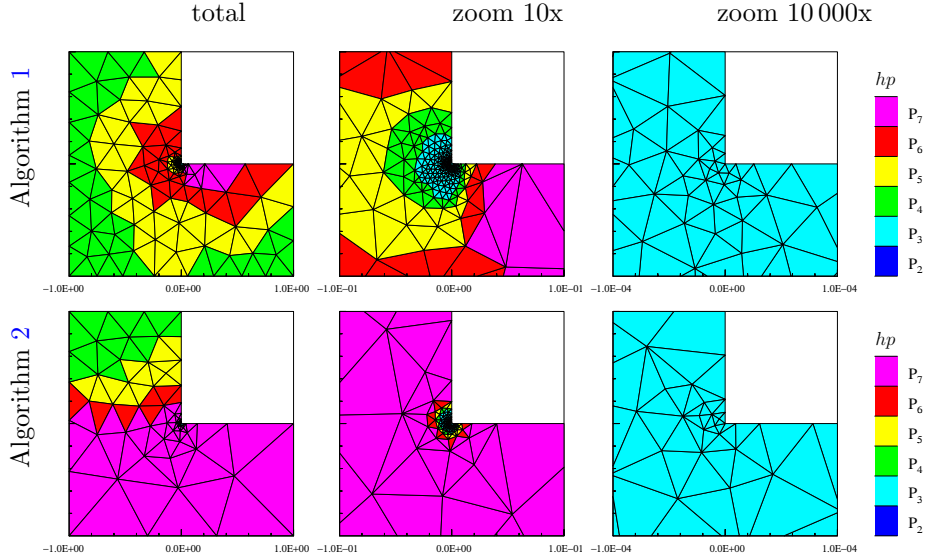 total zoom 10x zoom 10 000x
Algorithm 1
hp
P7
P6
P5
P4
P3
P2
−1.0E+00 0.0E+00 1.0E+00
−1.0E−01 0.0E+00 1.0E−01
−1.0E−04 0.0E+00 1.0E−04
Algorithm 2
hp
P7
P6
P5
P4
P3
P2
−1.0E+00 0.0E+00 1.0E+00
−1.0E−01 0.0E+00 1.0E−01
−1.0E−04 0.0E+00 1.0E−04